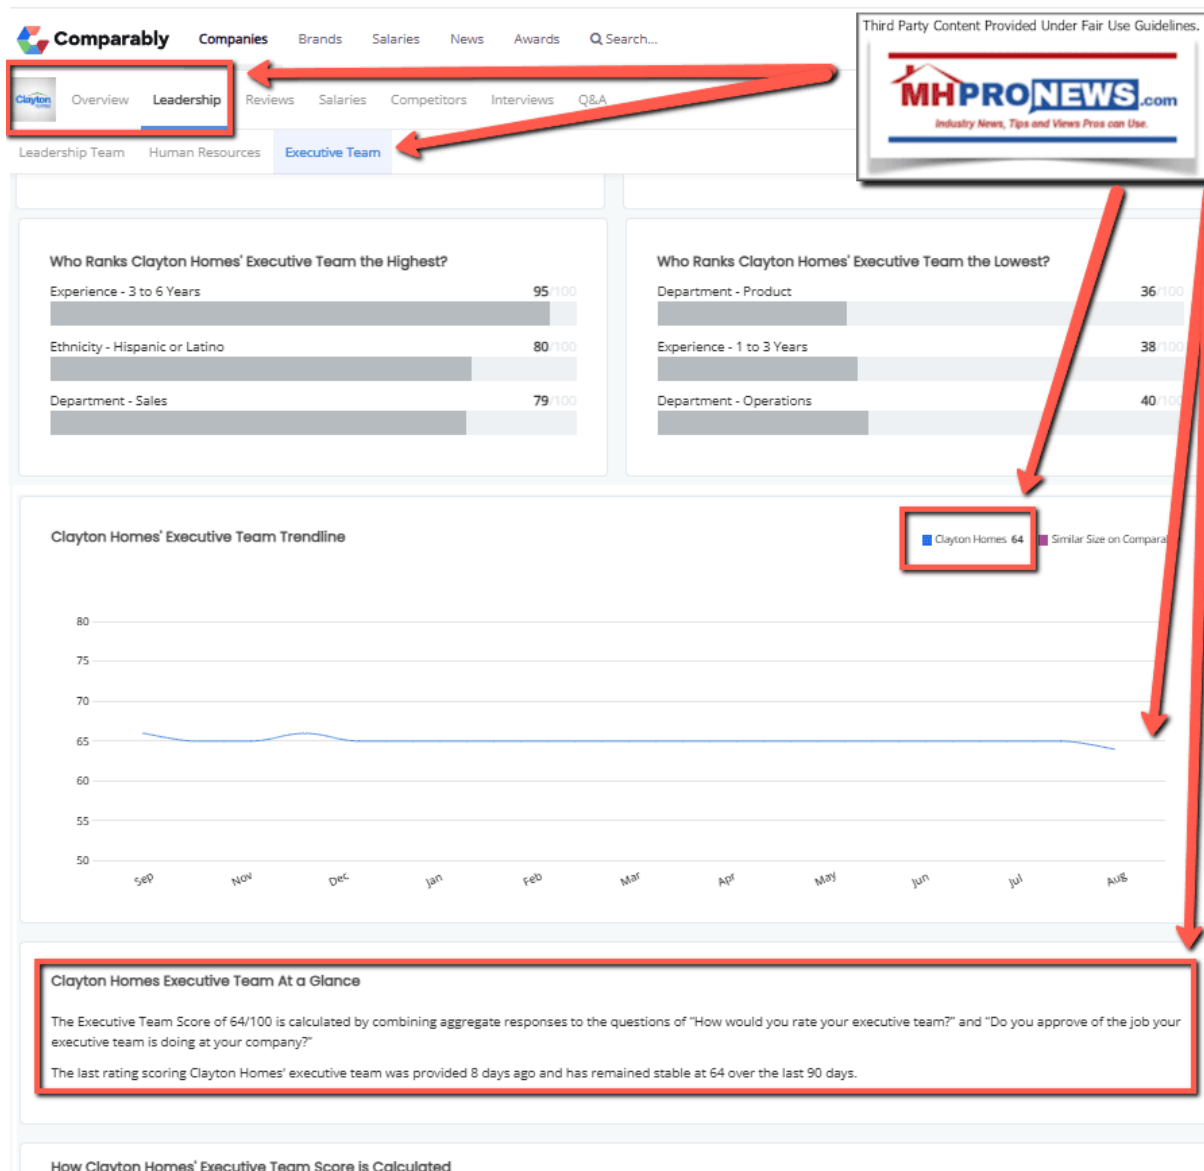 Third Party Content Provided Under Fair Use Guidelines.
Comparably Companies Brands Salaries News Awards Search...
MHPRONEWS.com
Industry News, Tips and Views Pros can Use.
Clayton Overview Leadership Reviews Salaries Competitors Interviews Q&A
Leadership Team Human Resources Executive Team
Who Ranks Clayton Homes' Executive Team the Highest?
Experience - 3 to 6 Years 95/100
Ethnicity - Hispanic or Latino 80/100
Department - Sales 79/100
Who Ranks Clayton Homes' Executive Team the Lowest?
Department - Product 36/100
Experience - 1 to 3 Years 38/100
Department - Operations 40/100
Clayton Homes' Executive Team Trendline
Clayton Homes 64 Similar Size on
80
75
70
65
60
55
50
Sep Nov Dec Jan Feb Mar Apr May Jun Jul Aug
Clayton Homes Executive Team At a Glance
The Executive Team Score of 64/100 is calculated by combining aggregate responses to the questions of "How would you rate your executive team?" and "Do you approve of the job your
executive team is doing at your company?"
The last rating scoring Clayton Homes' executive team was provided 8 days ago and has remained stable at 64 over the last 90 days.
How Clayton Homes' Executive Team Score is Calculated